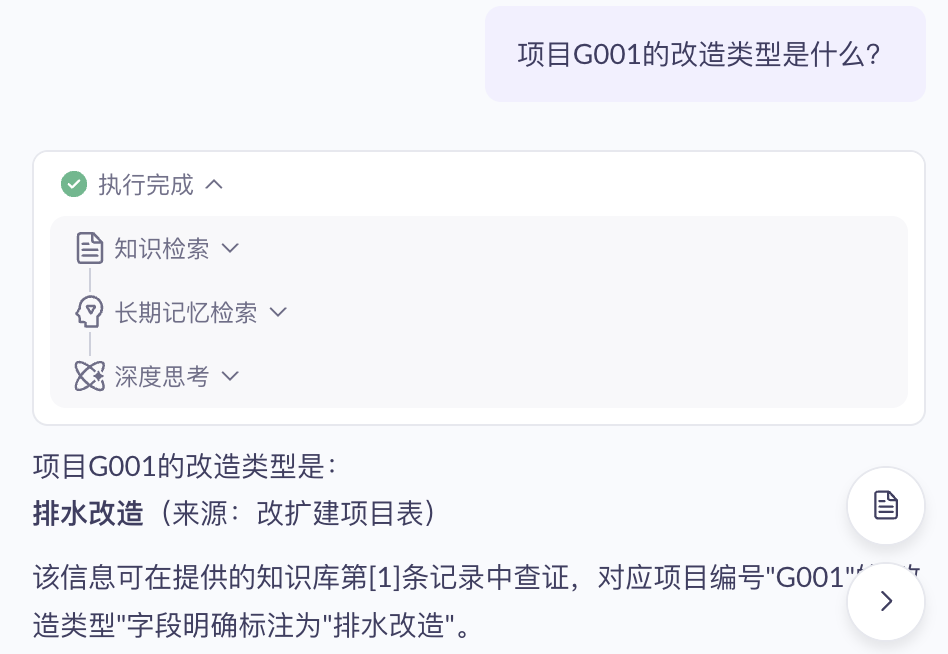 项目G001的改造类型是什么?
执行完成
知识检索
长期记忆检索
深度思考
项目G001的改造类型是：
排水改造（来源：改扩建项目表）
该信息可在提供的知识库第[1]条记录中查证，对应项目编号"G001"
造类型"字段明确标注为"排水改造"。